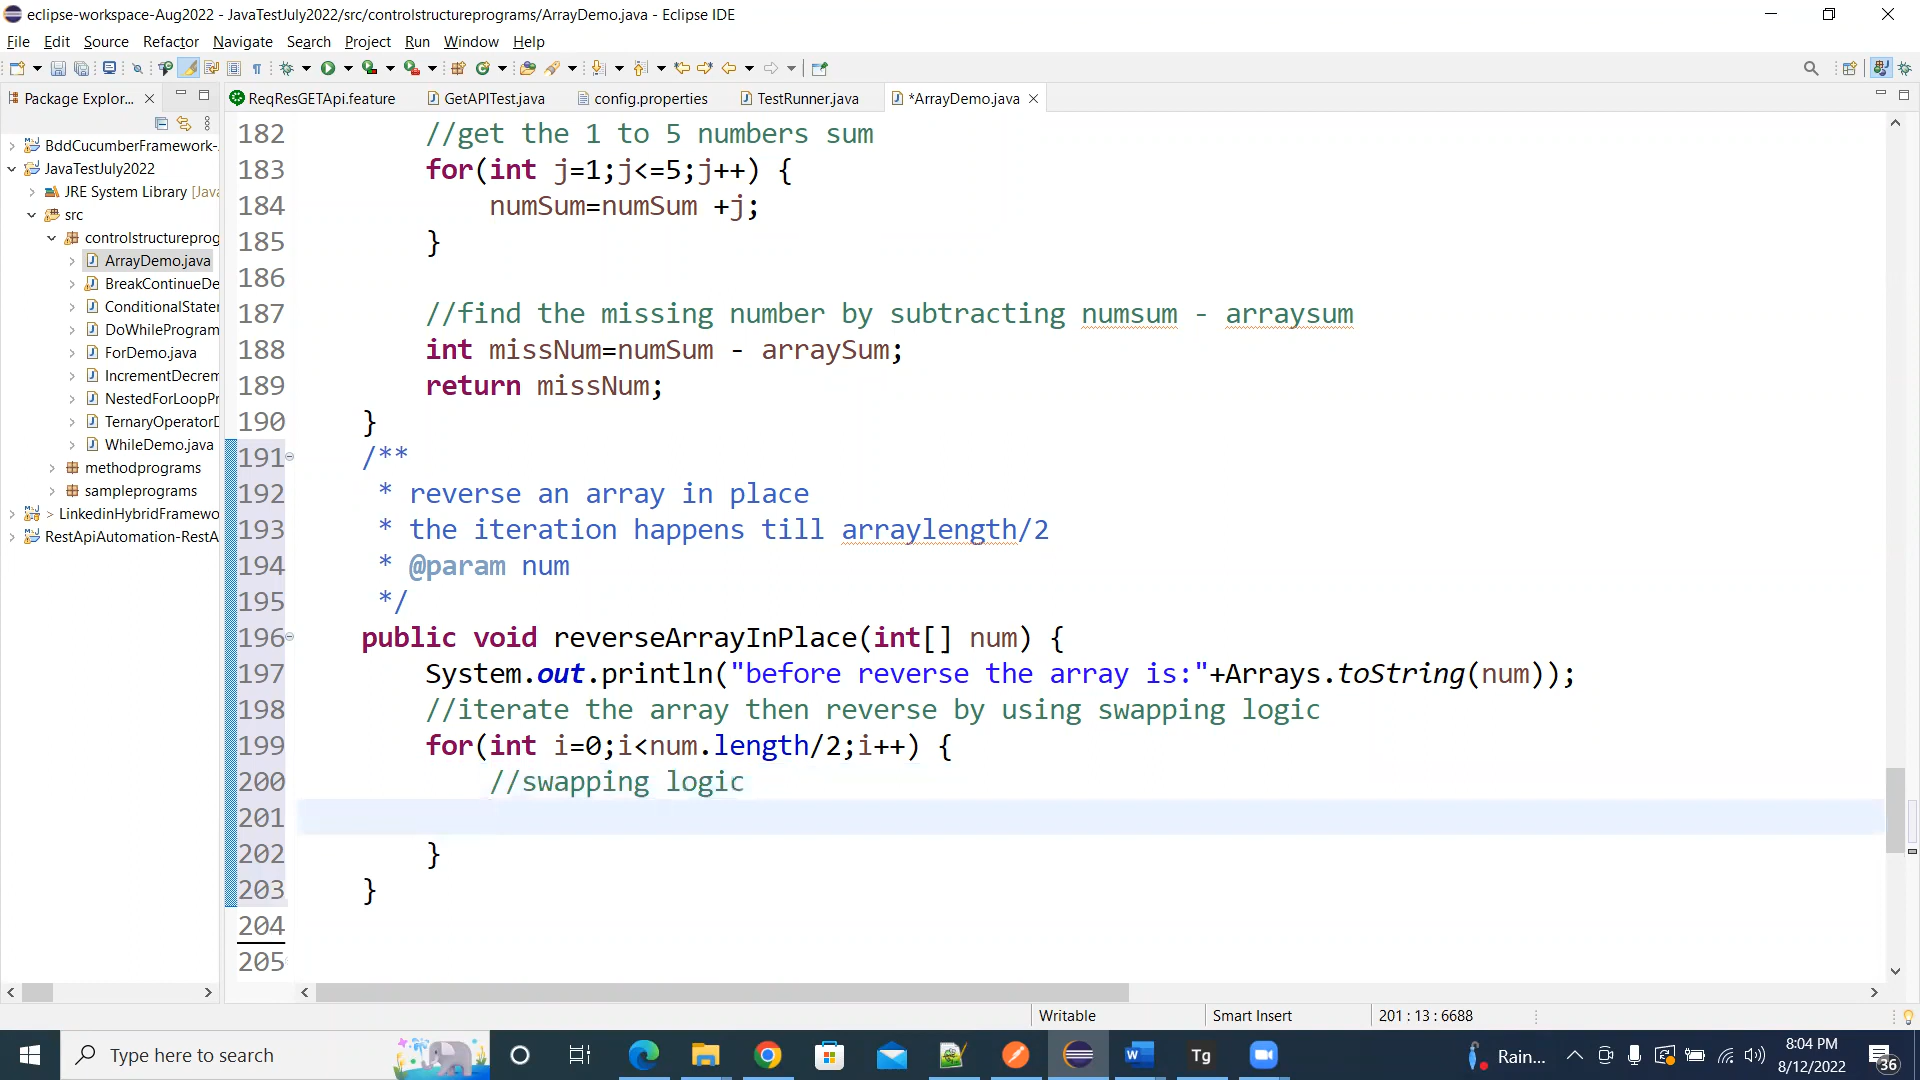 eclipse-workspace-Aug2022 - JavaTestJuly2022/src/controlstructureprograms/ArrayDemo.java - Eclipse IDE
File Edit Source Refactor Navigate Search Project Run Window Help
Package Explor...
ReqResGETApi.feature GetAPITest.java config.properties TestRunner.java *ArrayDemo.java
BddCucumberFramework-
JavaTestJuly2022
JRE System Library [Java
src
controlstructureprog
ArrayDemo.java
BreakContinueDe
ConditionalStater
DoWhileProgram
ForDemo.java
IncrementDecrem
NestedForLoopPr
TernaryOperatorD
WhileDemo.java
methodprograms
sampleprograms
> LinkedinHybridFramewo
RestApiAutomation-RestA
182 //get the 1 to 5 numbers sum
183 for(int j=1;j<=5;j++) {
184 numSum=numSum +j;
185 }
186
187 //find the missing number by subtracting numsum - arraysum
188 int missNum=numSum - arraySum;
189 return missNum;
190 }
191 /**
192 * reverse an array in place
193 * the iteration happens till arraylength/2
194 * @param num
195 */
196 public void reverseArrayInPlace(int[] num) {
197 System.out.println("before reverse the array is:"+Arrays.toString(num));
198 //iterate the array then reverse by using swapping logic
199 for(int i=0;i<num.length/2;i++) {
200 //swapping logic
201
202 }
203 }
204
205
Writable Smart Insert 201 : 13 : 6688
Type here to search
Tg
Rain...
8:04 PM
8/12/2022
36